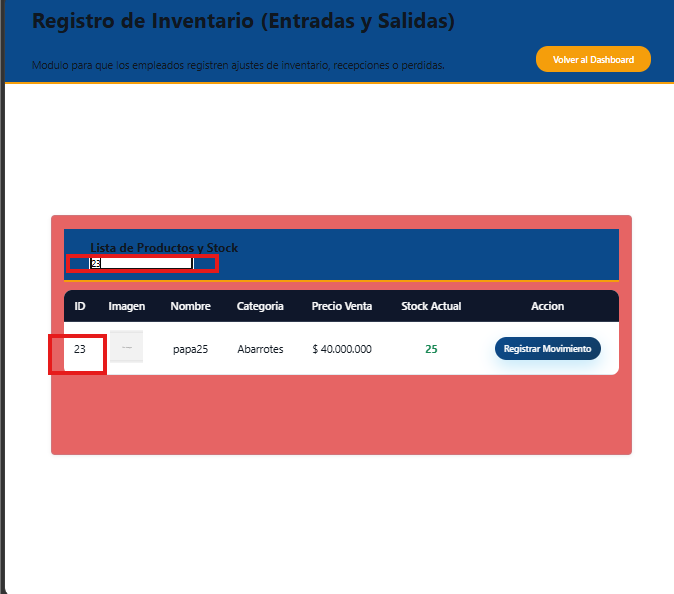 Registro de Inventario (Entradas y Salidas)
Modulo para que los empleados registren ajustes de inventario, recepciones o perdidas.
Volver al Dashboard
Lista de Productos y Stock
23
ID Imagen Nombre Categoria Precio Venta Stock Actual Accion
23 papa25 Abarrotes $ 40.000.000 25 Registrar Movimiento